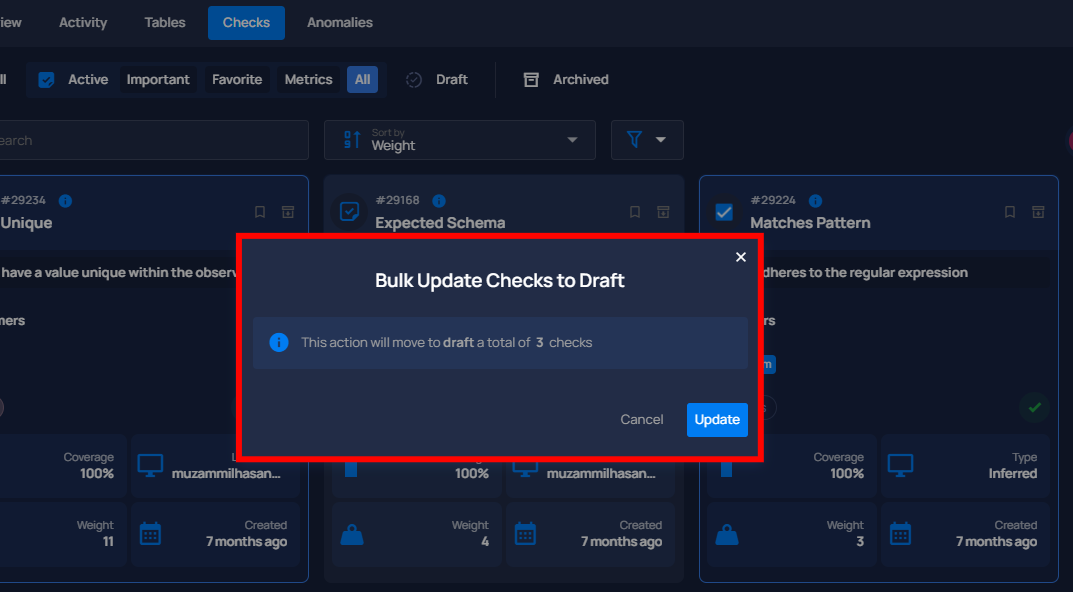 iew Activity Tables Checks Anomalies
ll Active Important Favorite Metrics All Draft Archived
earch
Sort by
Weight
#29234
Unique
#29168
Expected Schema
#29224
Matches Pattern
have a value unique within the observ
dheres to the regular expression
mers
rs
m
Bulk Update Checks to Draft
This action will move to draft a total of 3 checks
Cancel Update
s
Coverage
100%
L
muzammilhasan...
100%
muzammilhasan...
Coverage
100%
Type
Inferred
Weight
11
Created
7 months ago
Weight
4
Created
7 months ago
Weight
3
Created
7 months ago